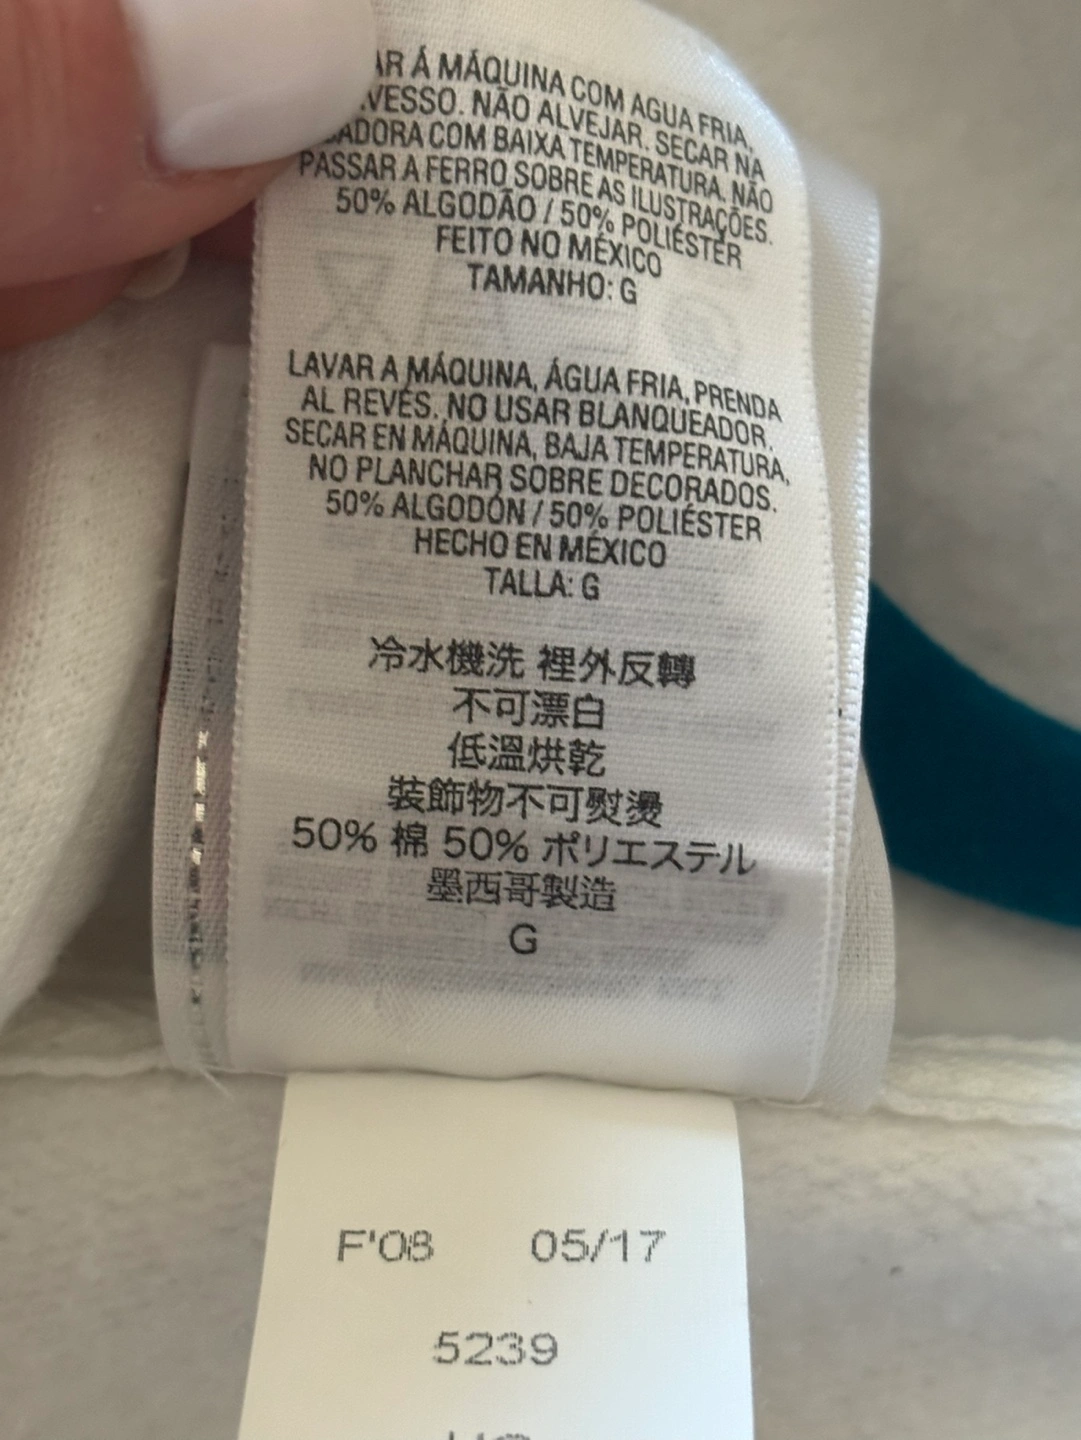 Á MÁQUINA COM AGUA FRIA,
NÃO ALVEJAR. SECAR NA
COM BAIXA TEMPERATURA. NÃO
PASSAR A FERRO SOBRE AS ILUSTRAÇÕES.
50% ALGODÃO / 50% POLIÉSTER
FEITO NO MÉXICO
TAMANHO: G
LAVAR A MÁQUINA, ÁGUA FRIA, PRENDA
AL REVÉS. NO USAR BLANQUEADOR.
SECAR EN MÁQUINA, BAJA TEMPERATURA,
NO PLANCHAR SOBRE DECORADOS.
50% ALGODÓN / 50% POLIÉSTER
HECHO EN MÉXICO
TALLA: G
冷水機洗 裡外反轉
不可漂白
低溫烘乾
裝飾物不可熨燙
50% 棉 50% ポリエステル
墨西哥製造
G
F'08 05/17
5239